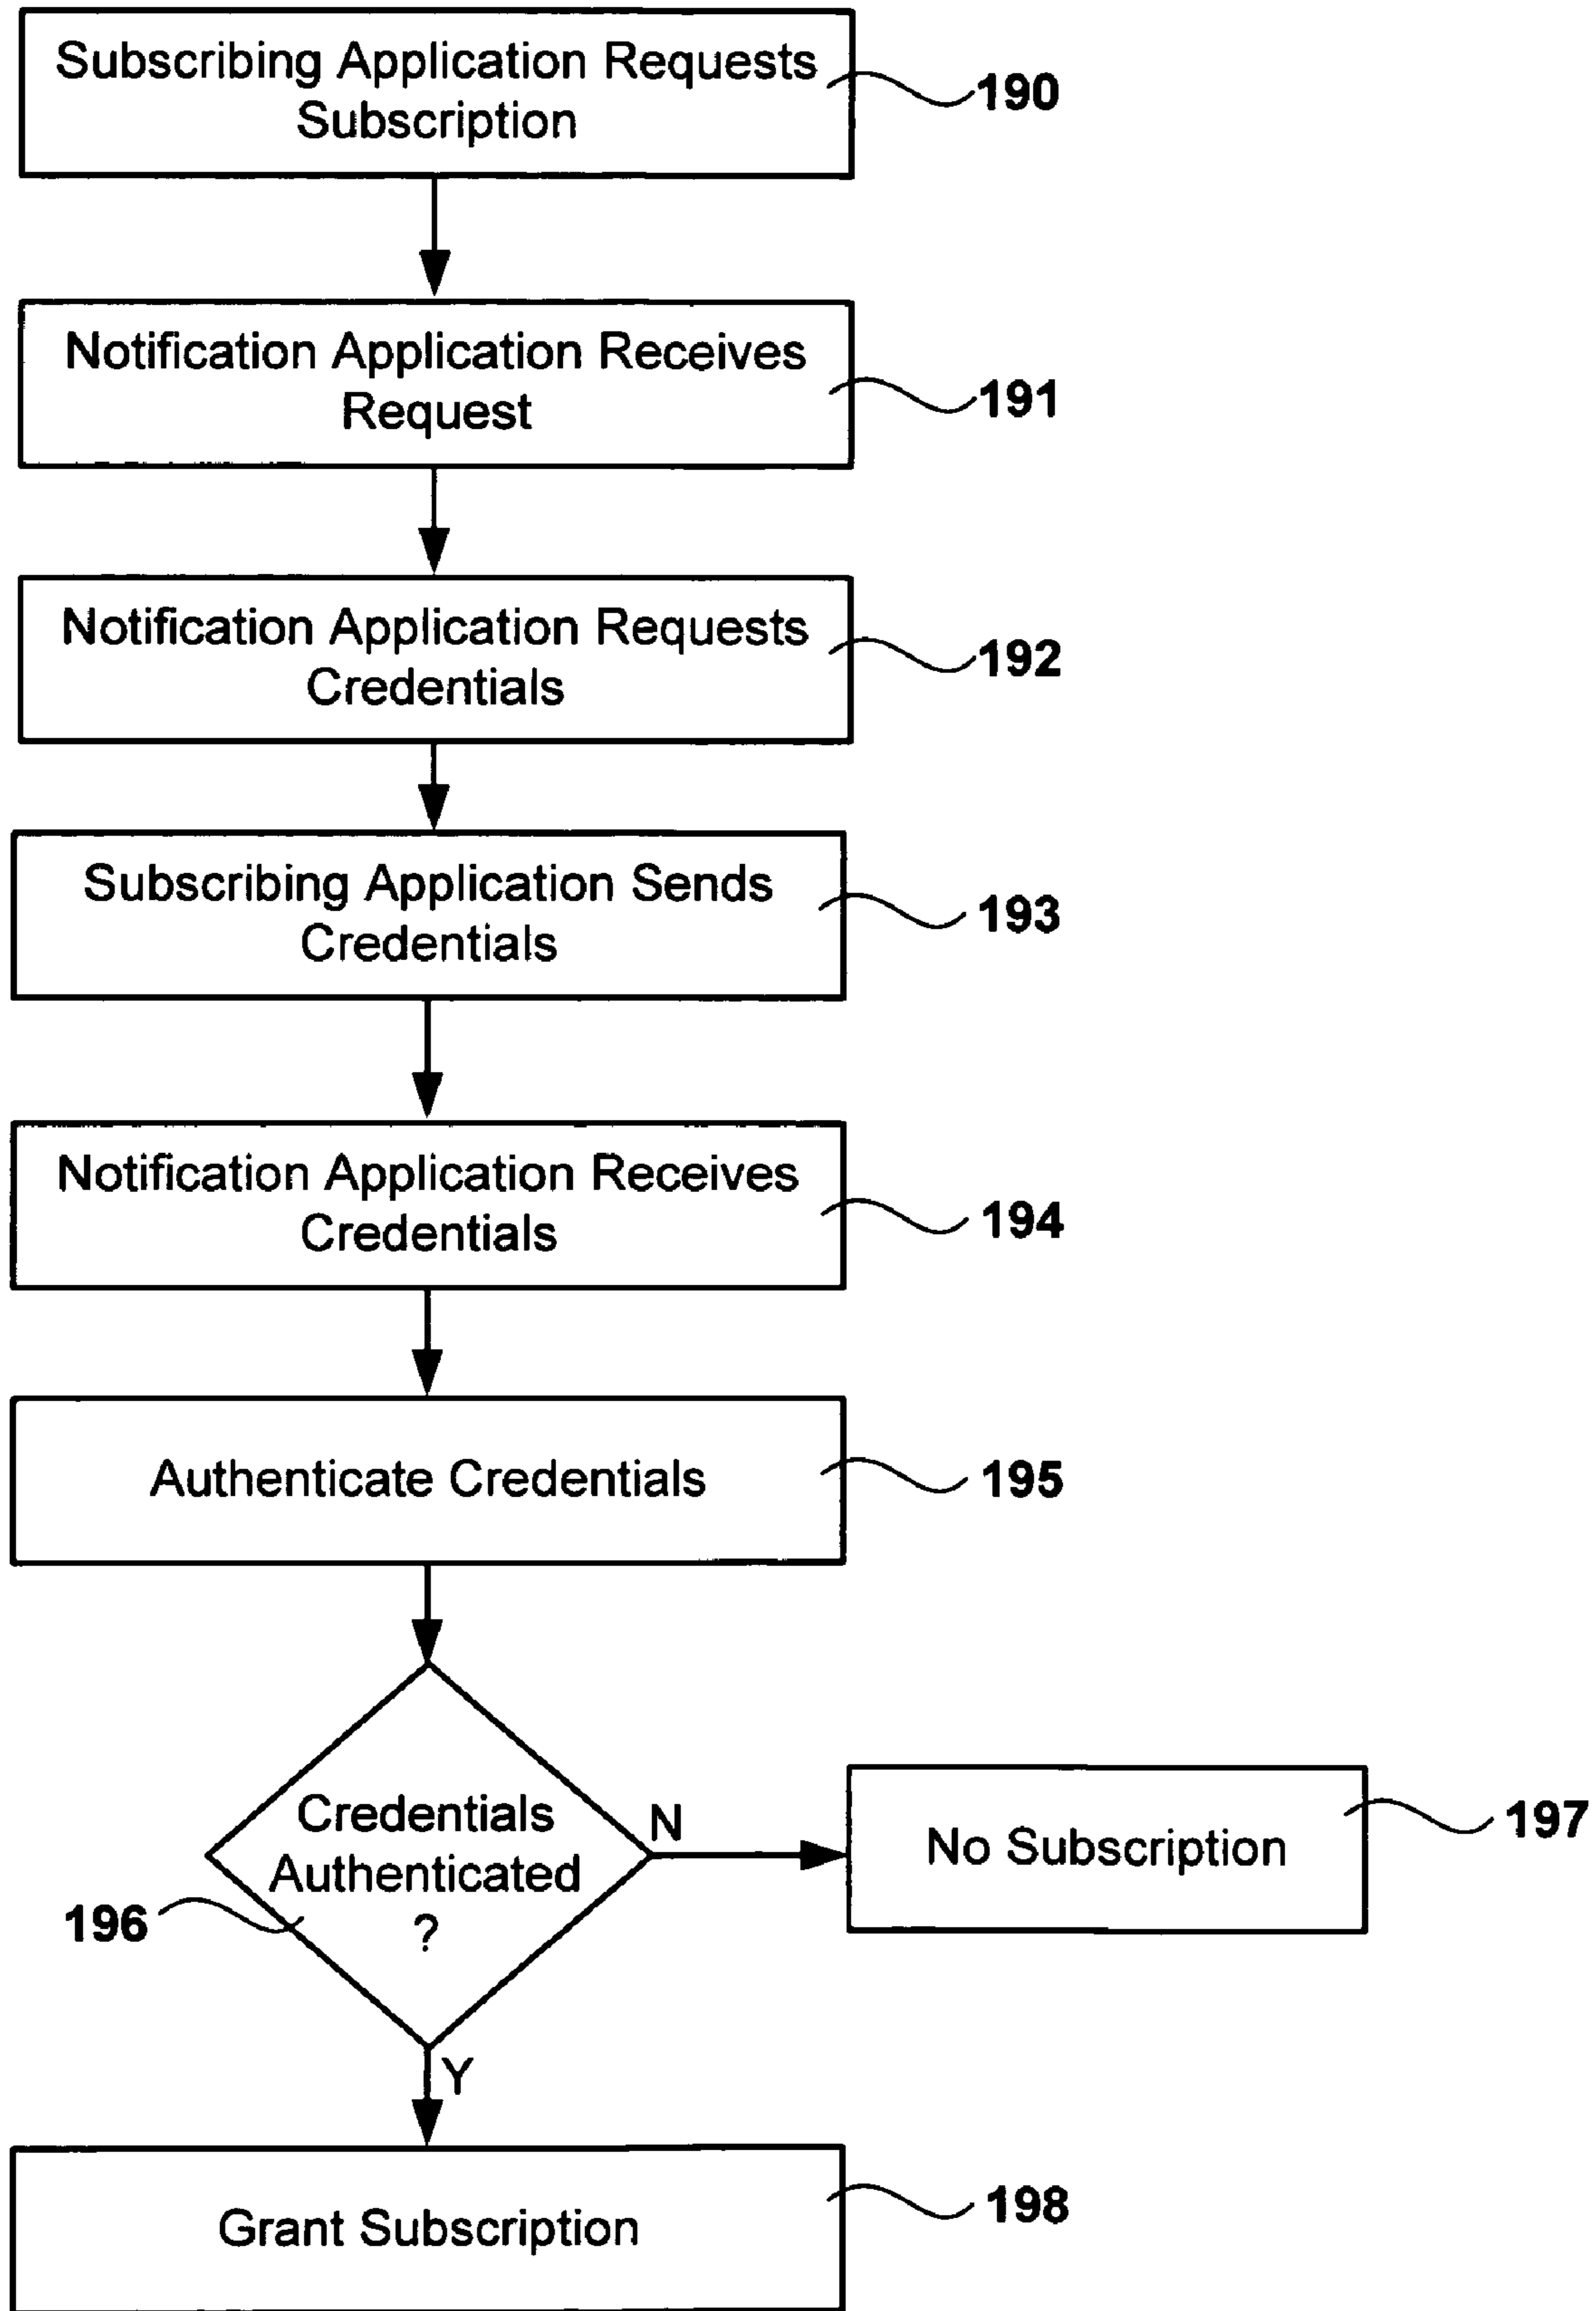 Subscribing Application Requests
Subscription
190
Notification Application Receives
Request
191
Notification Application Requests
Credentials
192
Subscribing Application Sends
Credentials
193
Notification Application Receives
Credentials
194
Authenticate Credentials
195
Credentials
Authenticated
?
196
N
No Subscription
197
Y
Grant Subscription
198